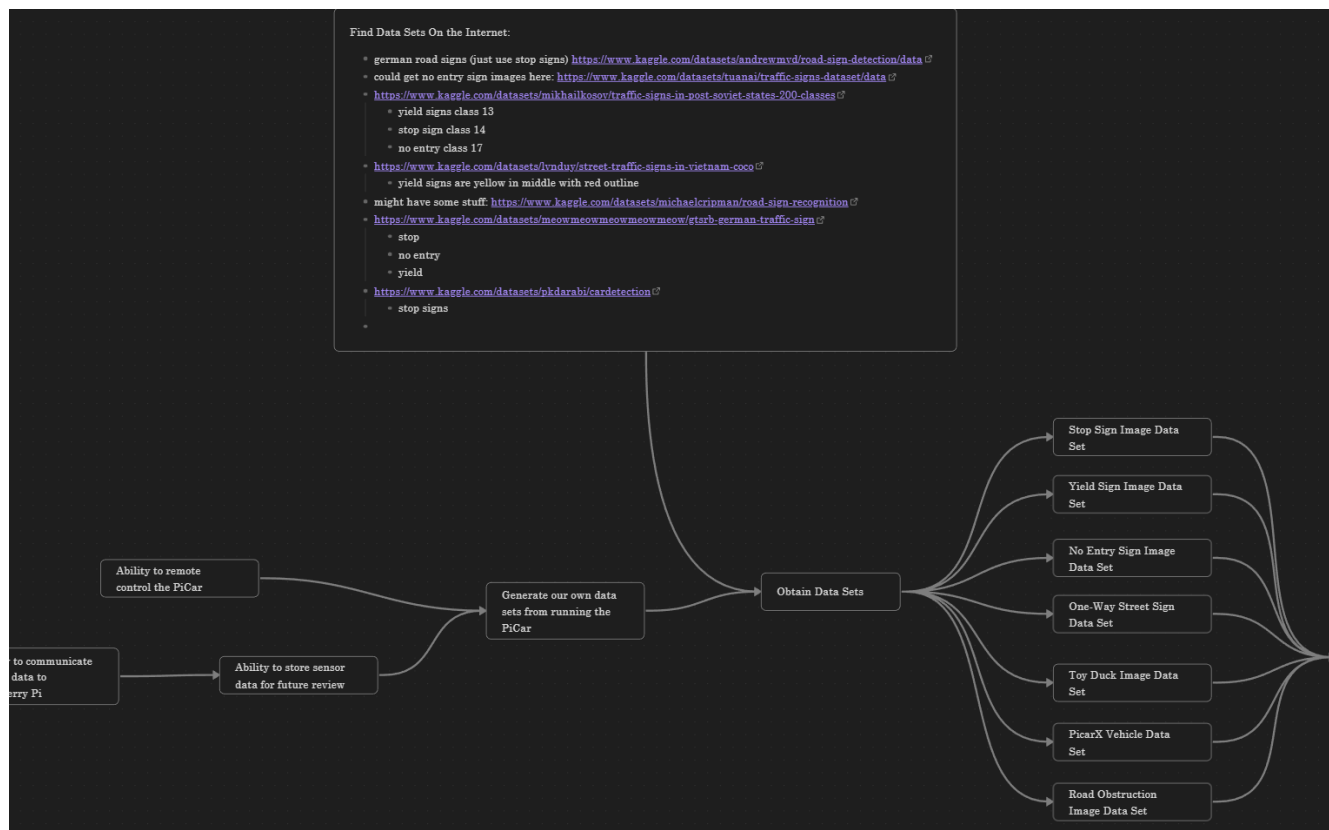 Find Data Sets On the Internet:
german road signs (just use stop signs) https://www.kaggle.com/datasets/andrewmvd/road-sign-detection/data
could get no entry sign images here: https://www.kaggle.com/datasets/tuanai/traffic-signs-dataset/data
https://www.kaggle.com/datasets/mikhailkosov/traffic-signs-in-post-soviet-states-200-classes
yield signs class 13
stop sign class 14
no entry class 17
https://www.kaggle.com/datasets/lynduy/street-traffic-signs-in-vietnam-coco
yield signs are yellow in middle with red outline
might have some stuff: https://www.kaggle.com/datasets/michaelcripman/road-sign-recognition
https://www.kaggle.com/datasets/meowmeowmeowmeowmeow/gtsrb-german-traffic-sign
stop
no entry
yield
https://www.kaggle.com/datasets/pkdarabi/cardetection
stop signs
Ability to remote
control the PiCar
to communicate
data to
erry Pi
Ability to store sensor
data for future review
Generate our own data
sets from running the
PiCar
Obtain Data Sets
Stop Sign Image Data
Set
Yield Sign Image Data
Set
No Entry Sign Image
Data Set
One-Way Street Sign
Data Set
Toy Duck Image Data
Set
PicarX Vehicle Data
Set
Road Obstruction
Image Data Set